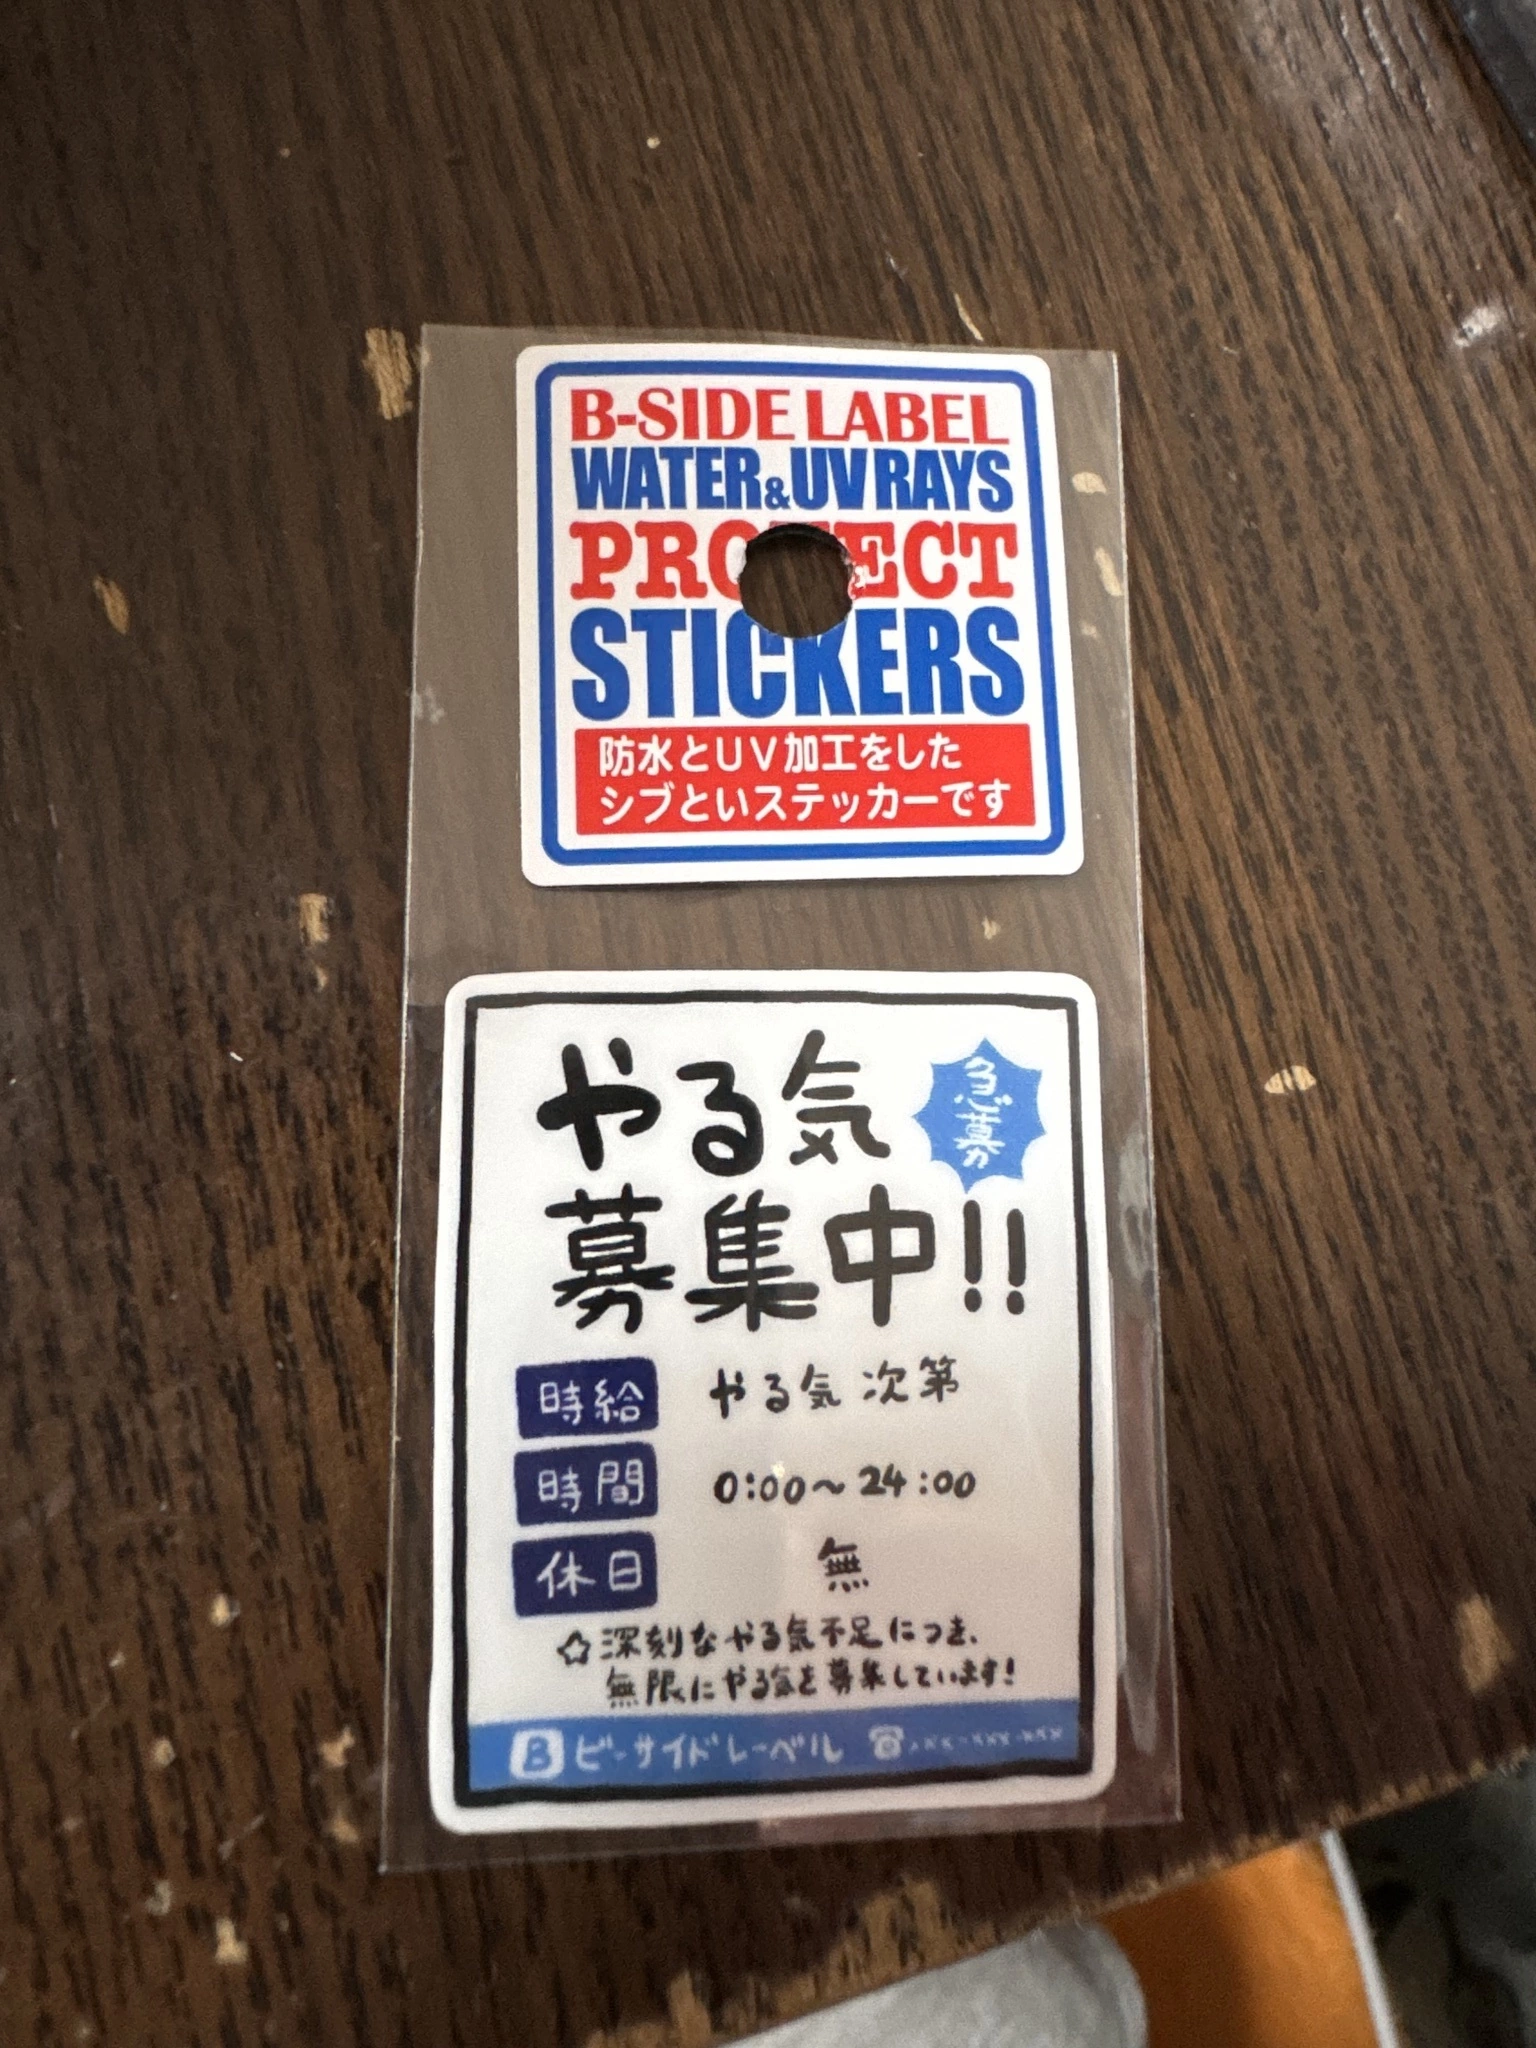 B-SIDE LABEL
WATER&UV RAYS
PROTECT
STICKERS
防水とUV加工をした
シブといステッカーです
やる気
急募
募集中!!
時給 やる気次第
時間 0:00〜24:00
休日 無
☆深刻なやる気不足につき、
無限にやる気を募集しています!
B ビーサイドレーベル ☎xxx-xxx-xxx